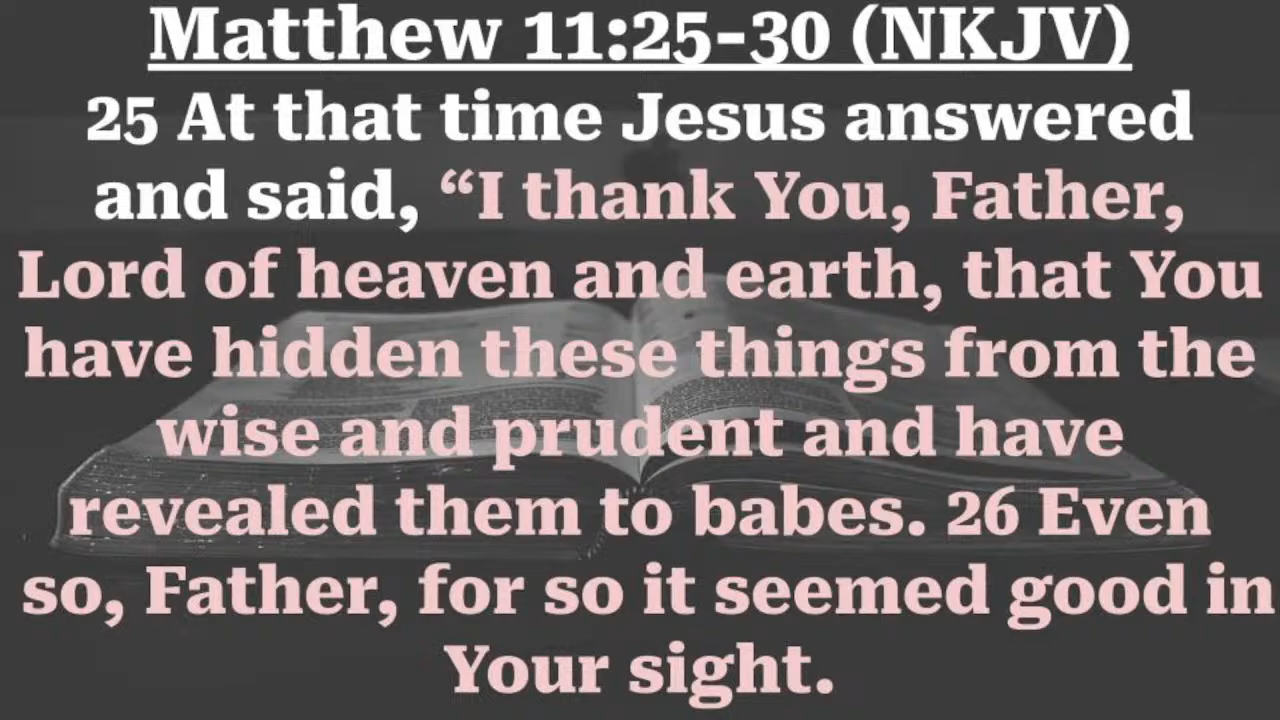 Matthew 11:25-30 (NKJV)
25 At that time Jesus answered
and said, “I thank You, Father,
Lord of heaven and earth, that You
have hidden these things from the
wise and prudent and have
revealed them to babes. 26 Even
so, Father, for so it seemed good in
Your sight.